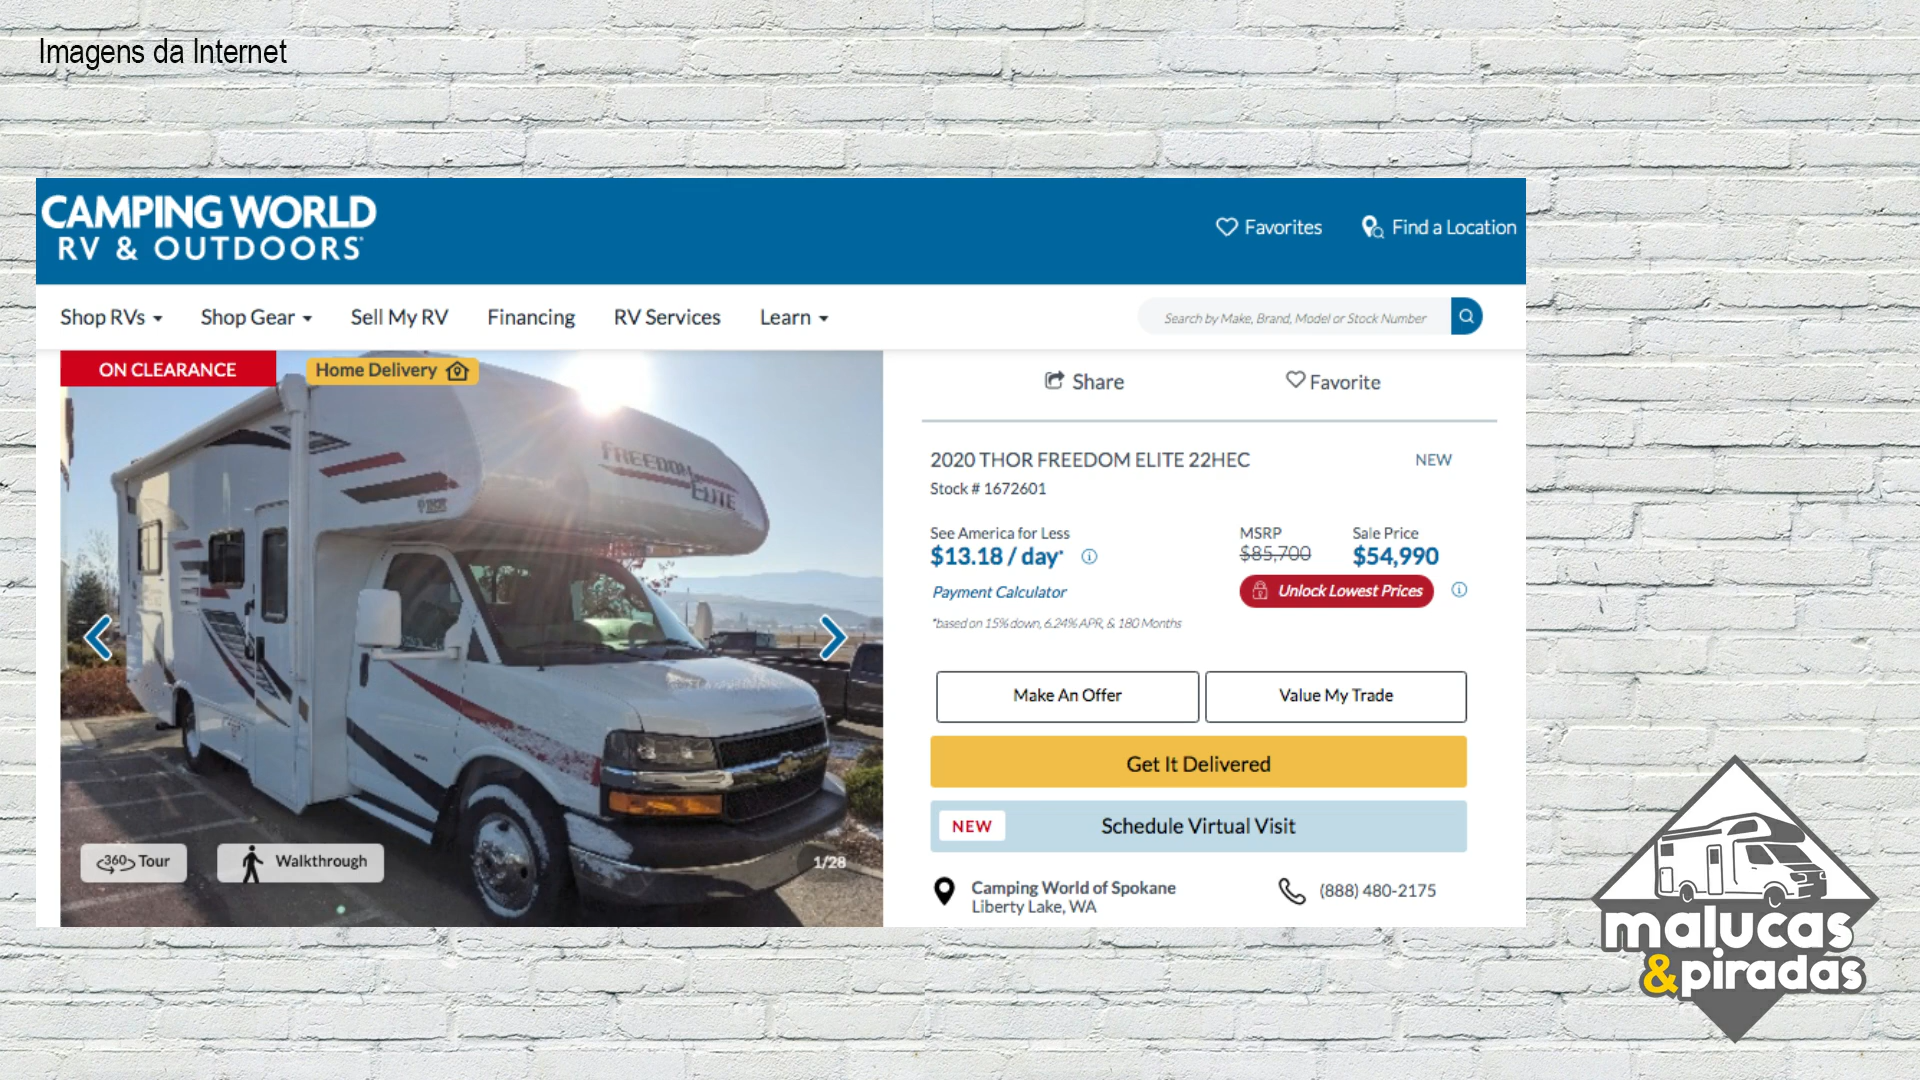 Imagens da Internet
CAMPING WORLD
RV & OUTDOORS
Favorites
Find a Location
Shop RVs
Shop Gear
Sell My RV
Financing
RV Services
Learn
Search by Make, Brand, Model or Stock Number
ON CLEARANCE
Home Delivery
FREEDOM
ELITE
360 Tour
Walkthrough
1/28
Share
Favorite
2020 THOR FREEDOM ELITE 22HEC
NEW
Stock # 1672601
See America for Less
$13.18 / day*
MSRP
$85,700
Sale Price
$54,990
Payment Calculator
Unlock Lowest Prices
*based on 15% down, 6.24% APR, & 180 Months
Make An Offer
Value My Trade
Get It Delivered
NEW
Schedule Virtual Visit
Camping World of Spokane
Liberty Lake, WA
(888) 480-2175
malucas
&piradas